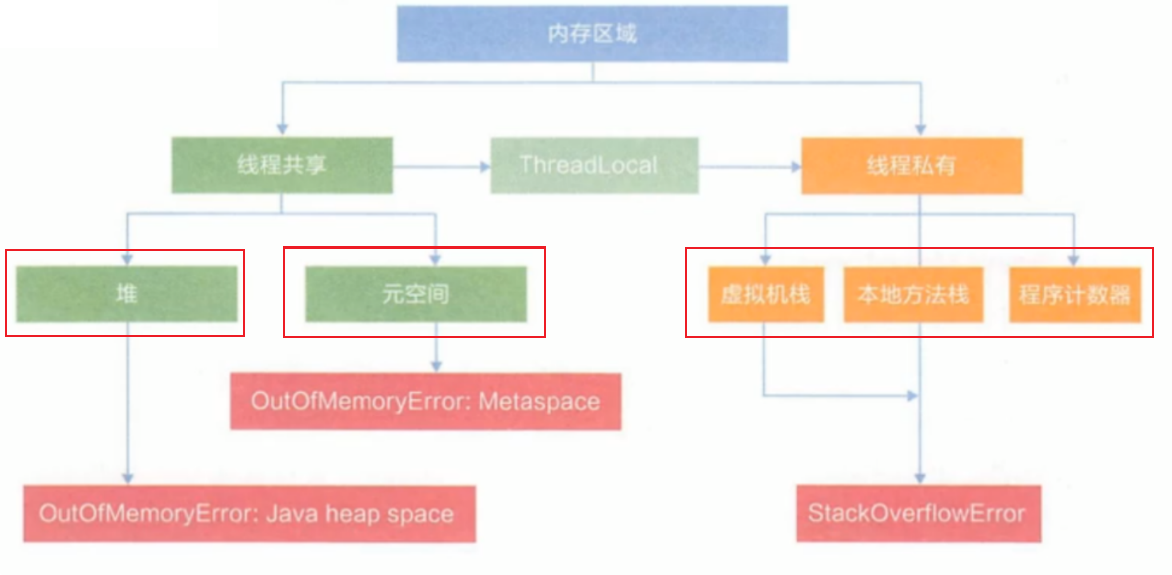 内存区域
线程共享
ThreadLocal
线程私有
堆
元空间
虚拟机栈
本地方法栈
程序计数器
OutOfMemoryError: Metaspace
OutOfMemoryError: Java heap space
StackOverflowError